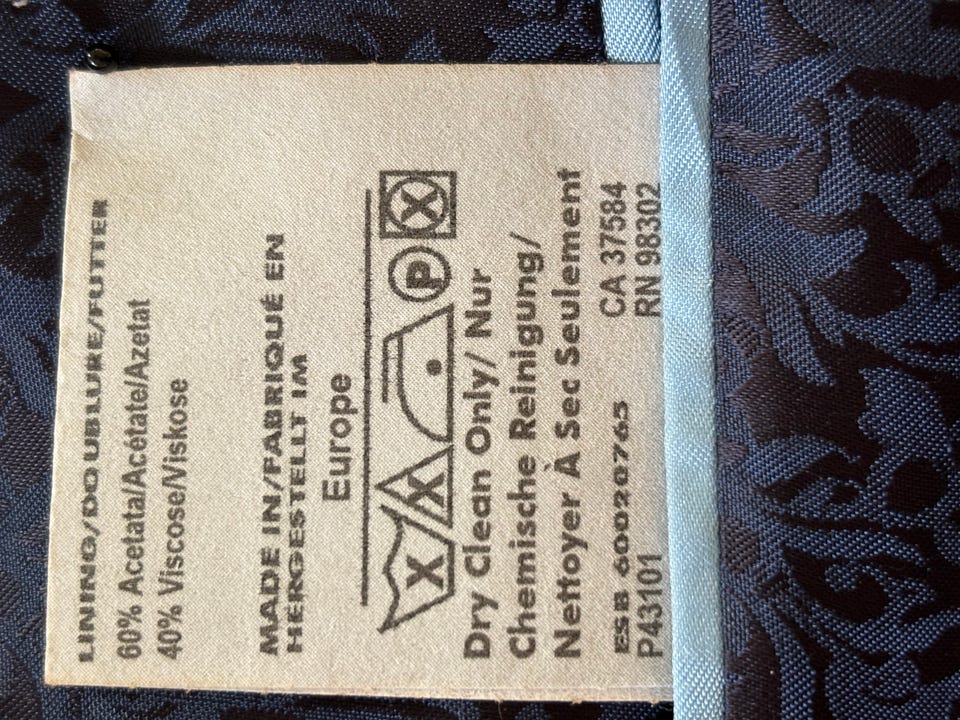 LINING/DOUBLURE/FUTTER
60% Acetata/Acétate/Azetat
40% Viscose/Viskose
MADE IN/FABRIQUÉ EN
HERGESTELLT IM
Europe
P
Dry Clean Only/ Nur
Chemische Reinigung/
Nettoyer À Sec Seulement
ESB 6002O765 CA 37584
P43101 RN 98302